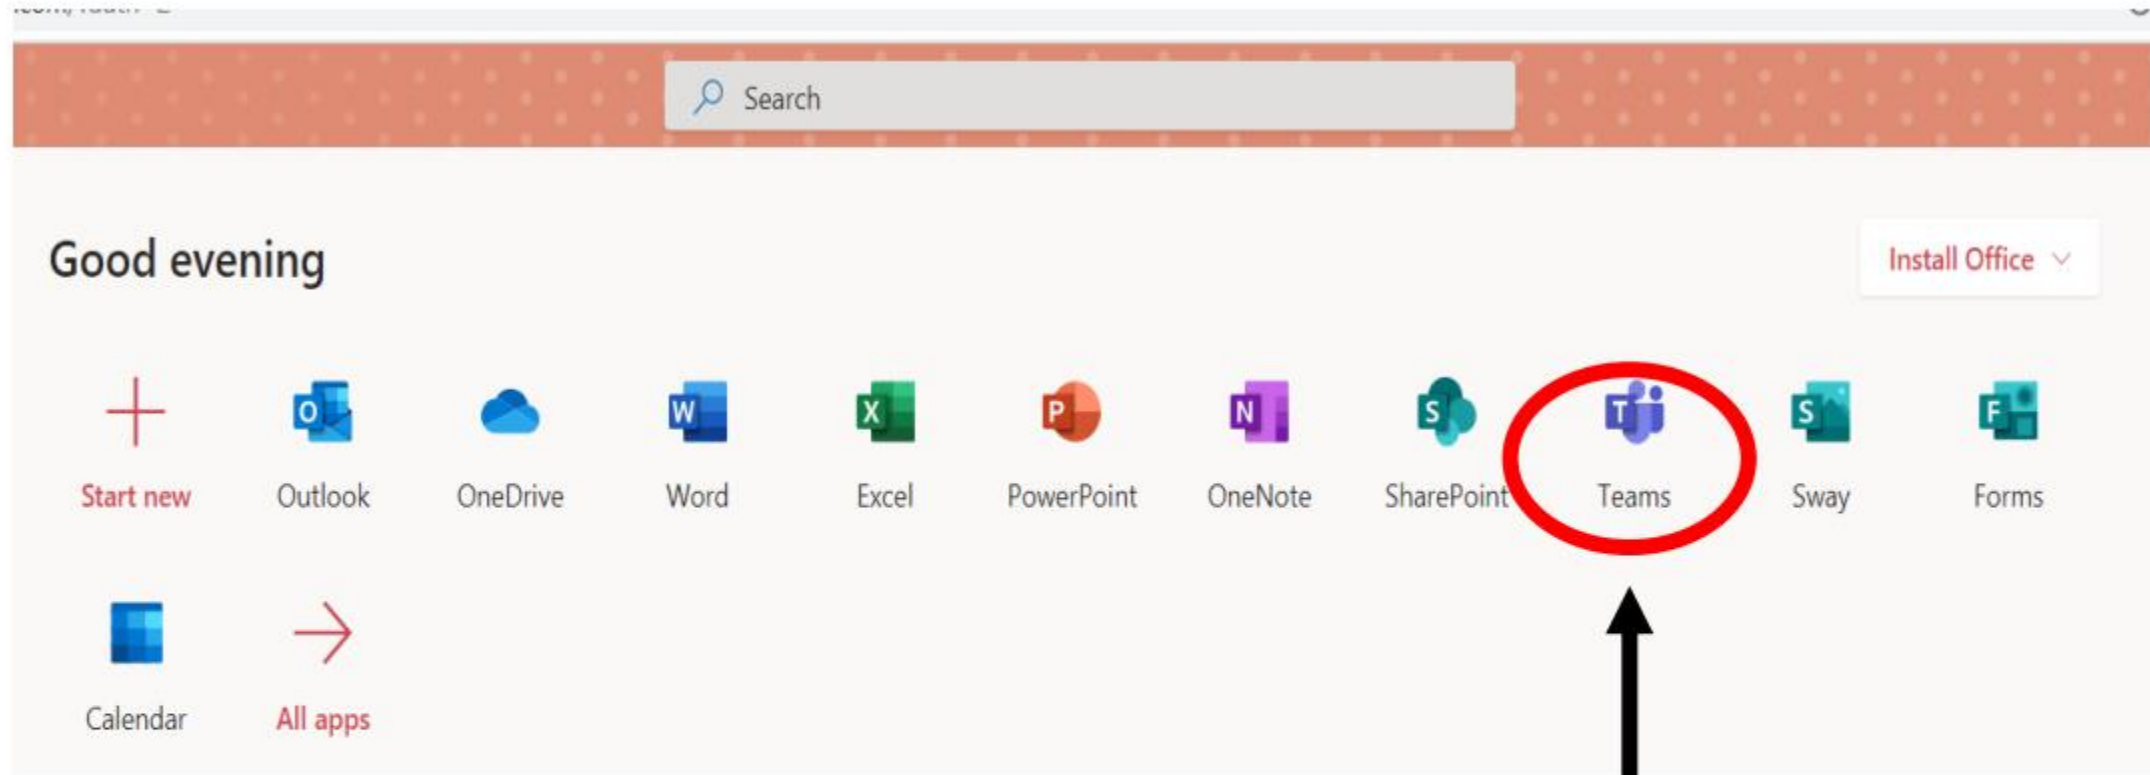 Search
Good evening
Install Office
Start new
Outlook
OneDrive
Word
Excel
PowerPoint
OneNote
SharePoint
Teams
Sway
Forms
Calendar
All apps